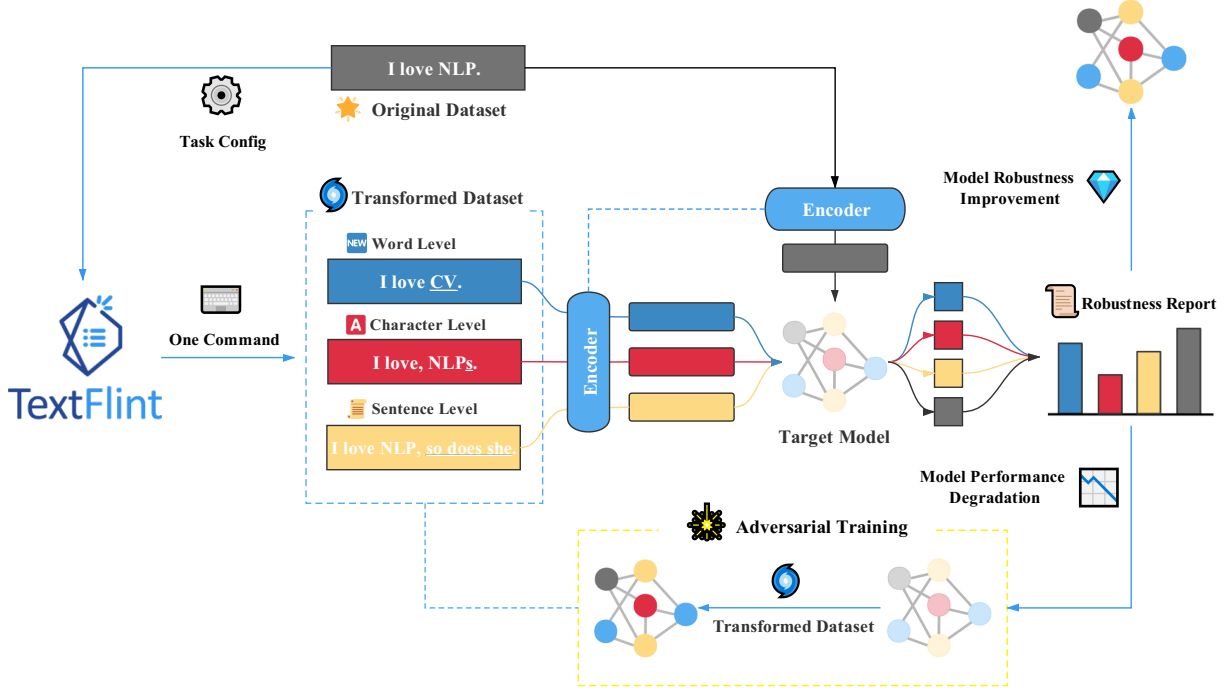 I love NLP.
Original Dataset
Task Config
Transformed Dataset
NEW Word Level
I love CV.
A Character Level
I love, NLPs.
Sentence Level
I love NLP, so does she.
One Command
TextFlint
Encoder
Encoder
Target Model
Model Robustness
Improvement
Robustness Report
Model Performance
Degradation
Adversarial Training
Transformed Dataset